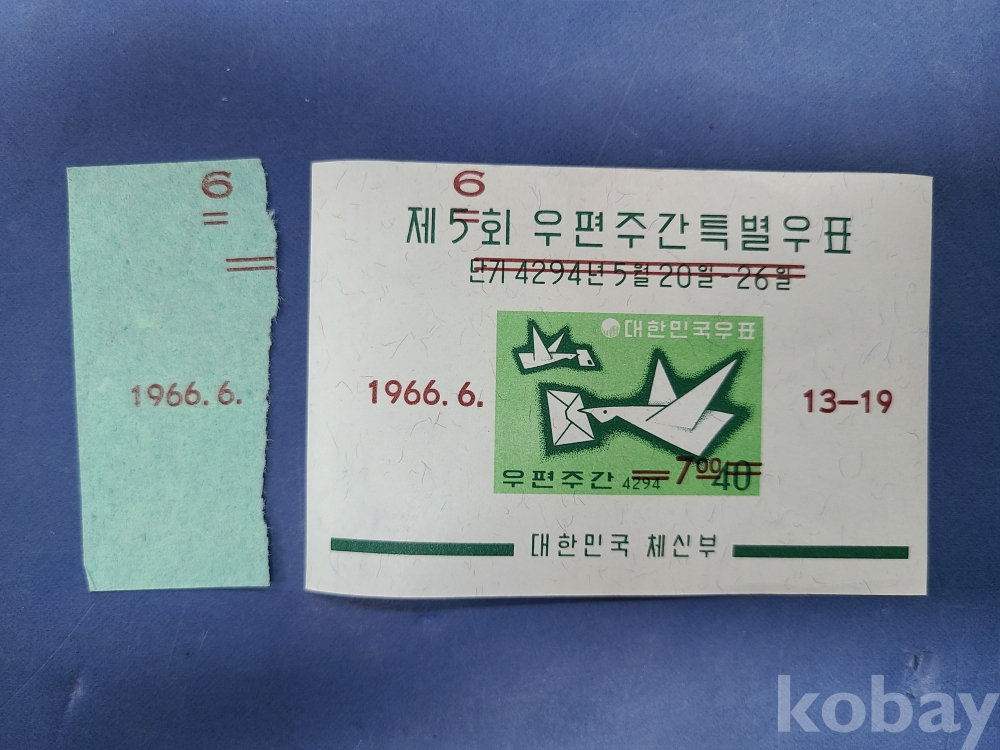 6
=
=
1966. 6.
6
=
제5회 우편주간특별우표
단기 4294년 5월 20일-26일
대한민국우표
1966. 6.
13-19
우편주간 4294 =7⁰⁰= 40
대한민국 체신부
kobay